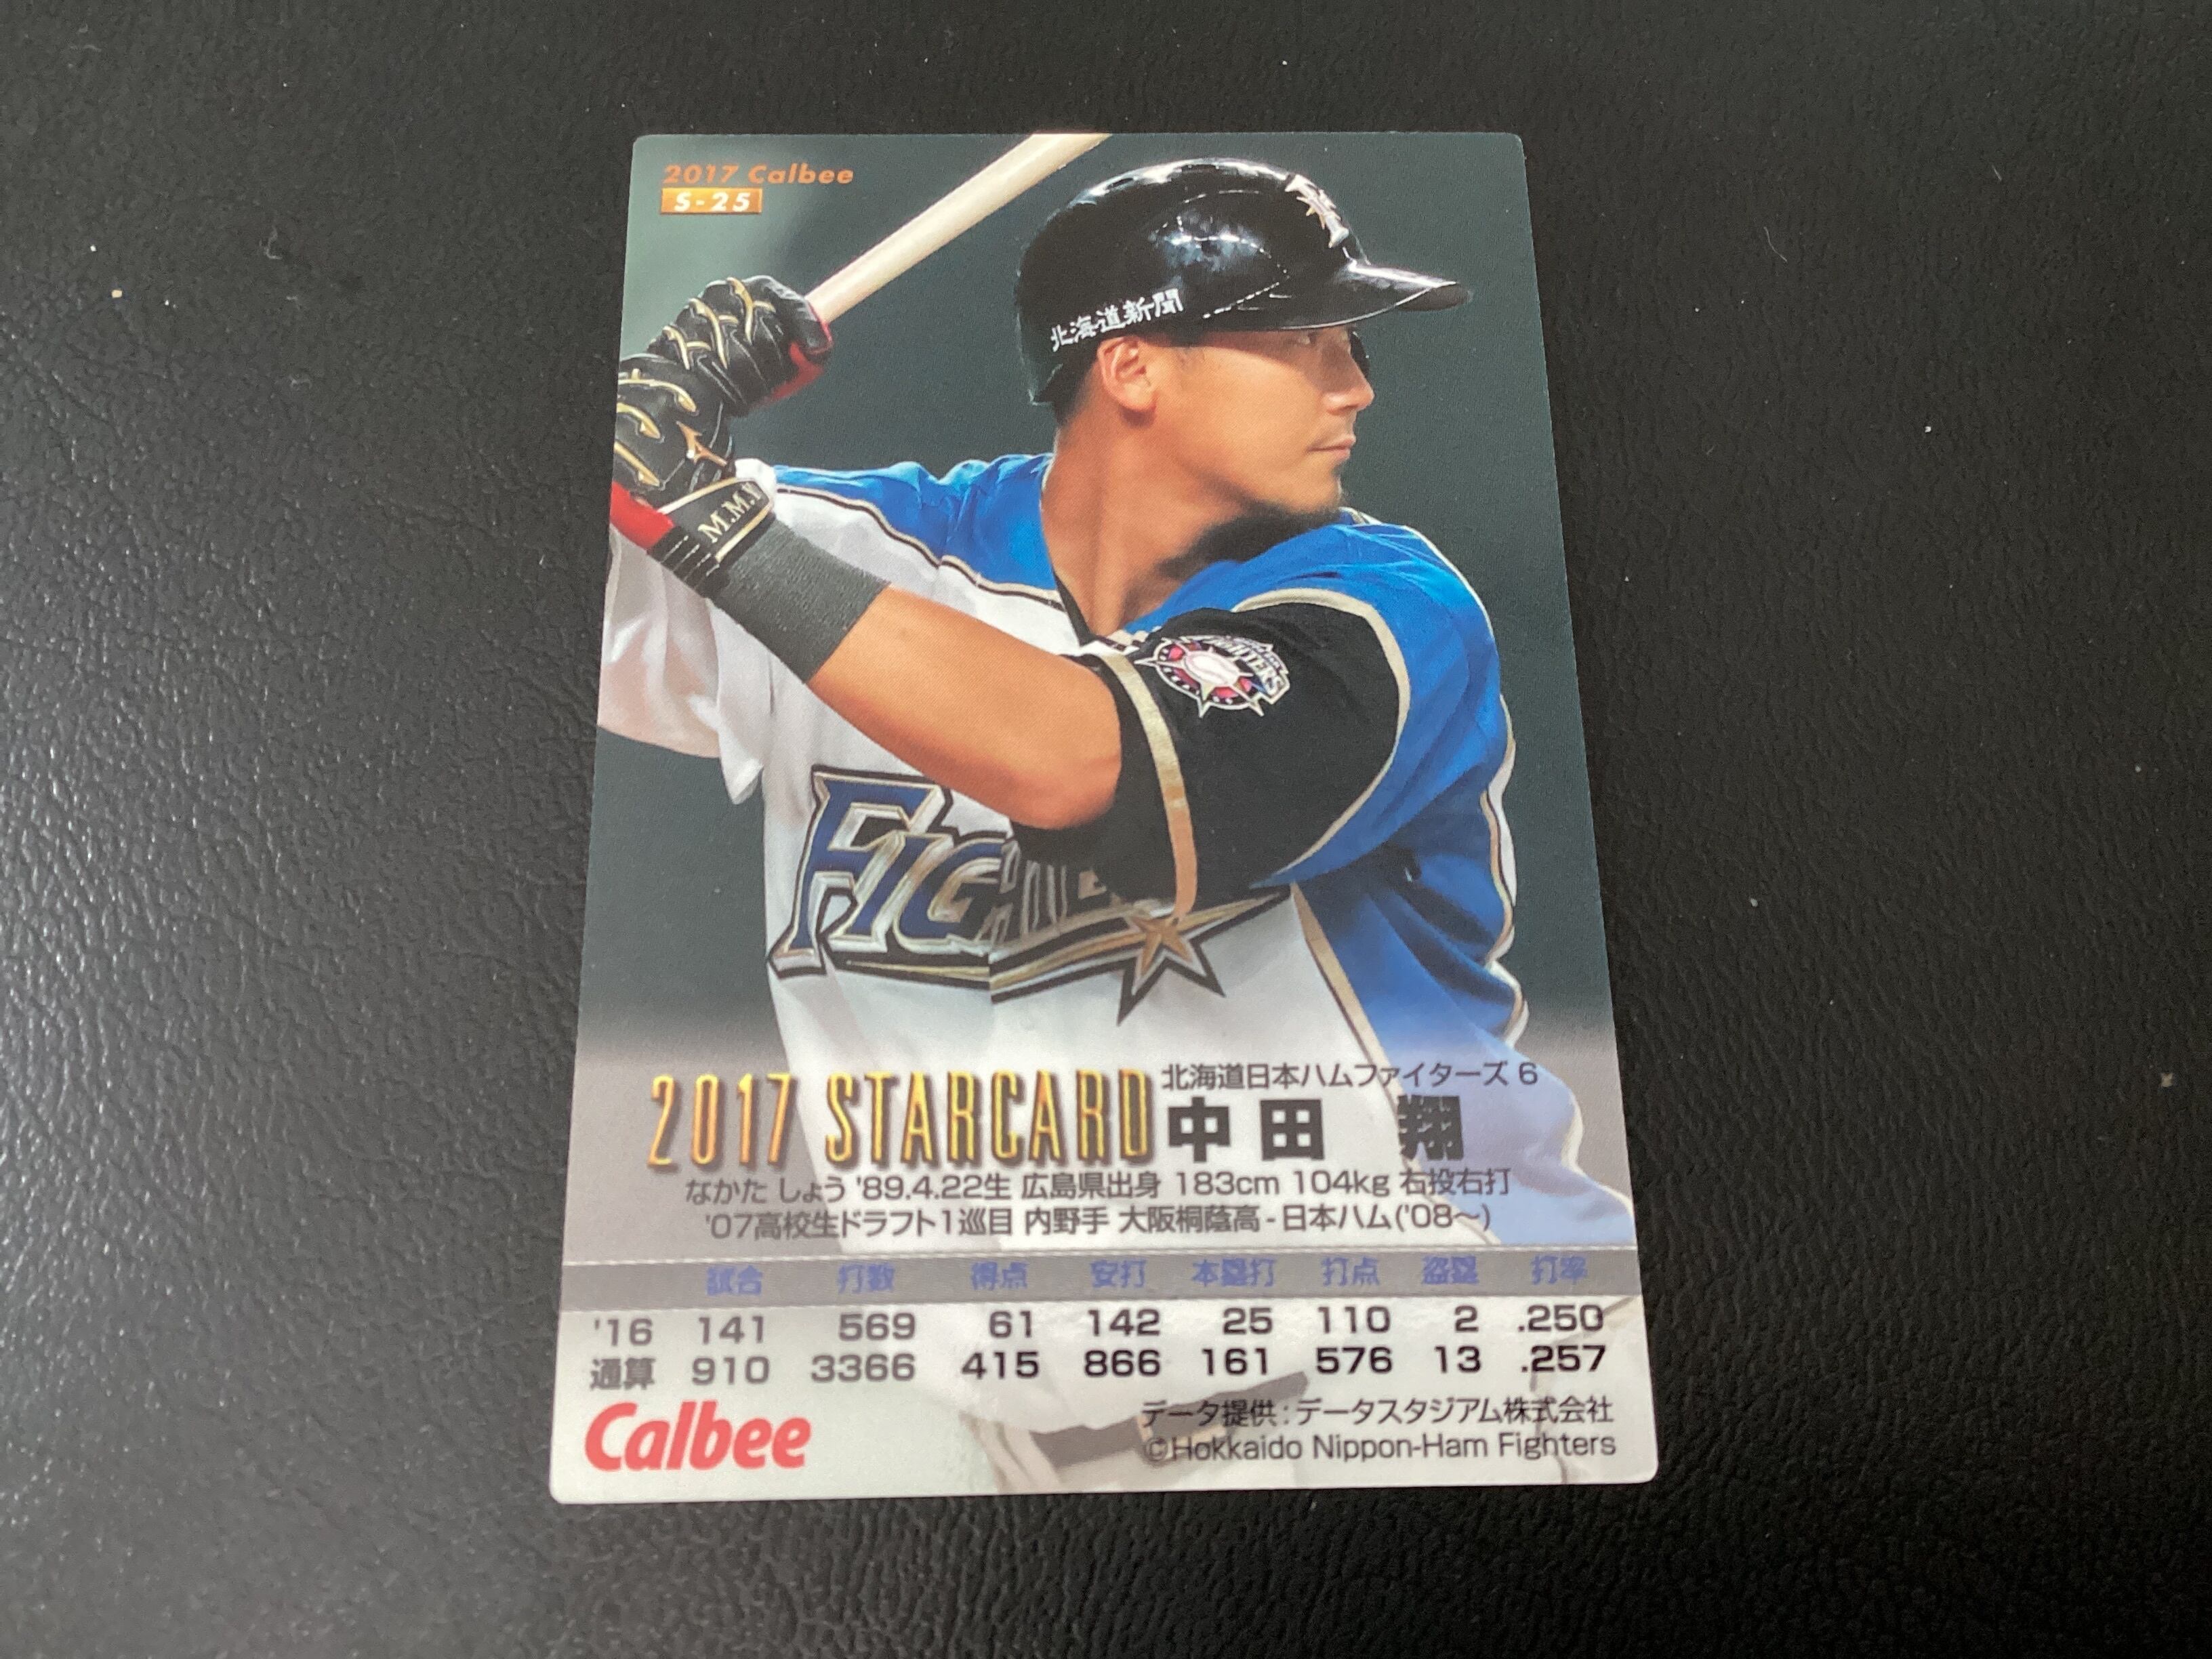 2017 Calbee
S-25
北海道新聞
M.M.Y
FIGHTERS
FIGHTE
2017 STARCARD
北海道日本ハムファイターズ 6
中田 翔
なかた しょう '89.4.22生 広島県出身 183cm 104kg 右投右打
'07高校生ドラフト1巡目 内野手 大阪桐蔭高-日本ハム('08〜)
試合 打数 得点 安打 本塁打 打点 盗塁 打率
'16 141 569 61 142 25 110 2 .250
通算 910 3366 415 866 161 576 13 .257
Calbee
データ提供:データスタジアム株式会社
©Hokkaido Nippon-Ham Fighters